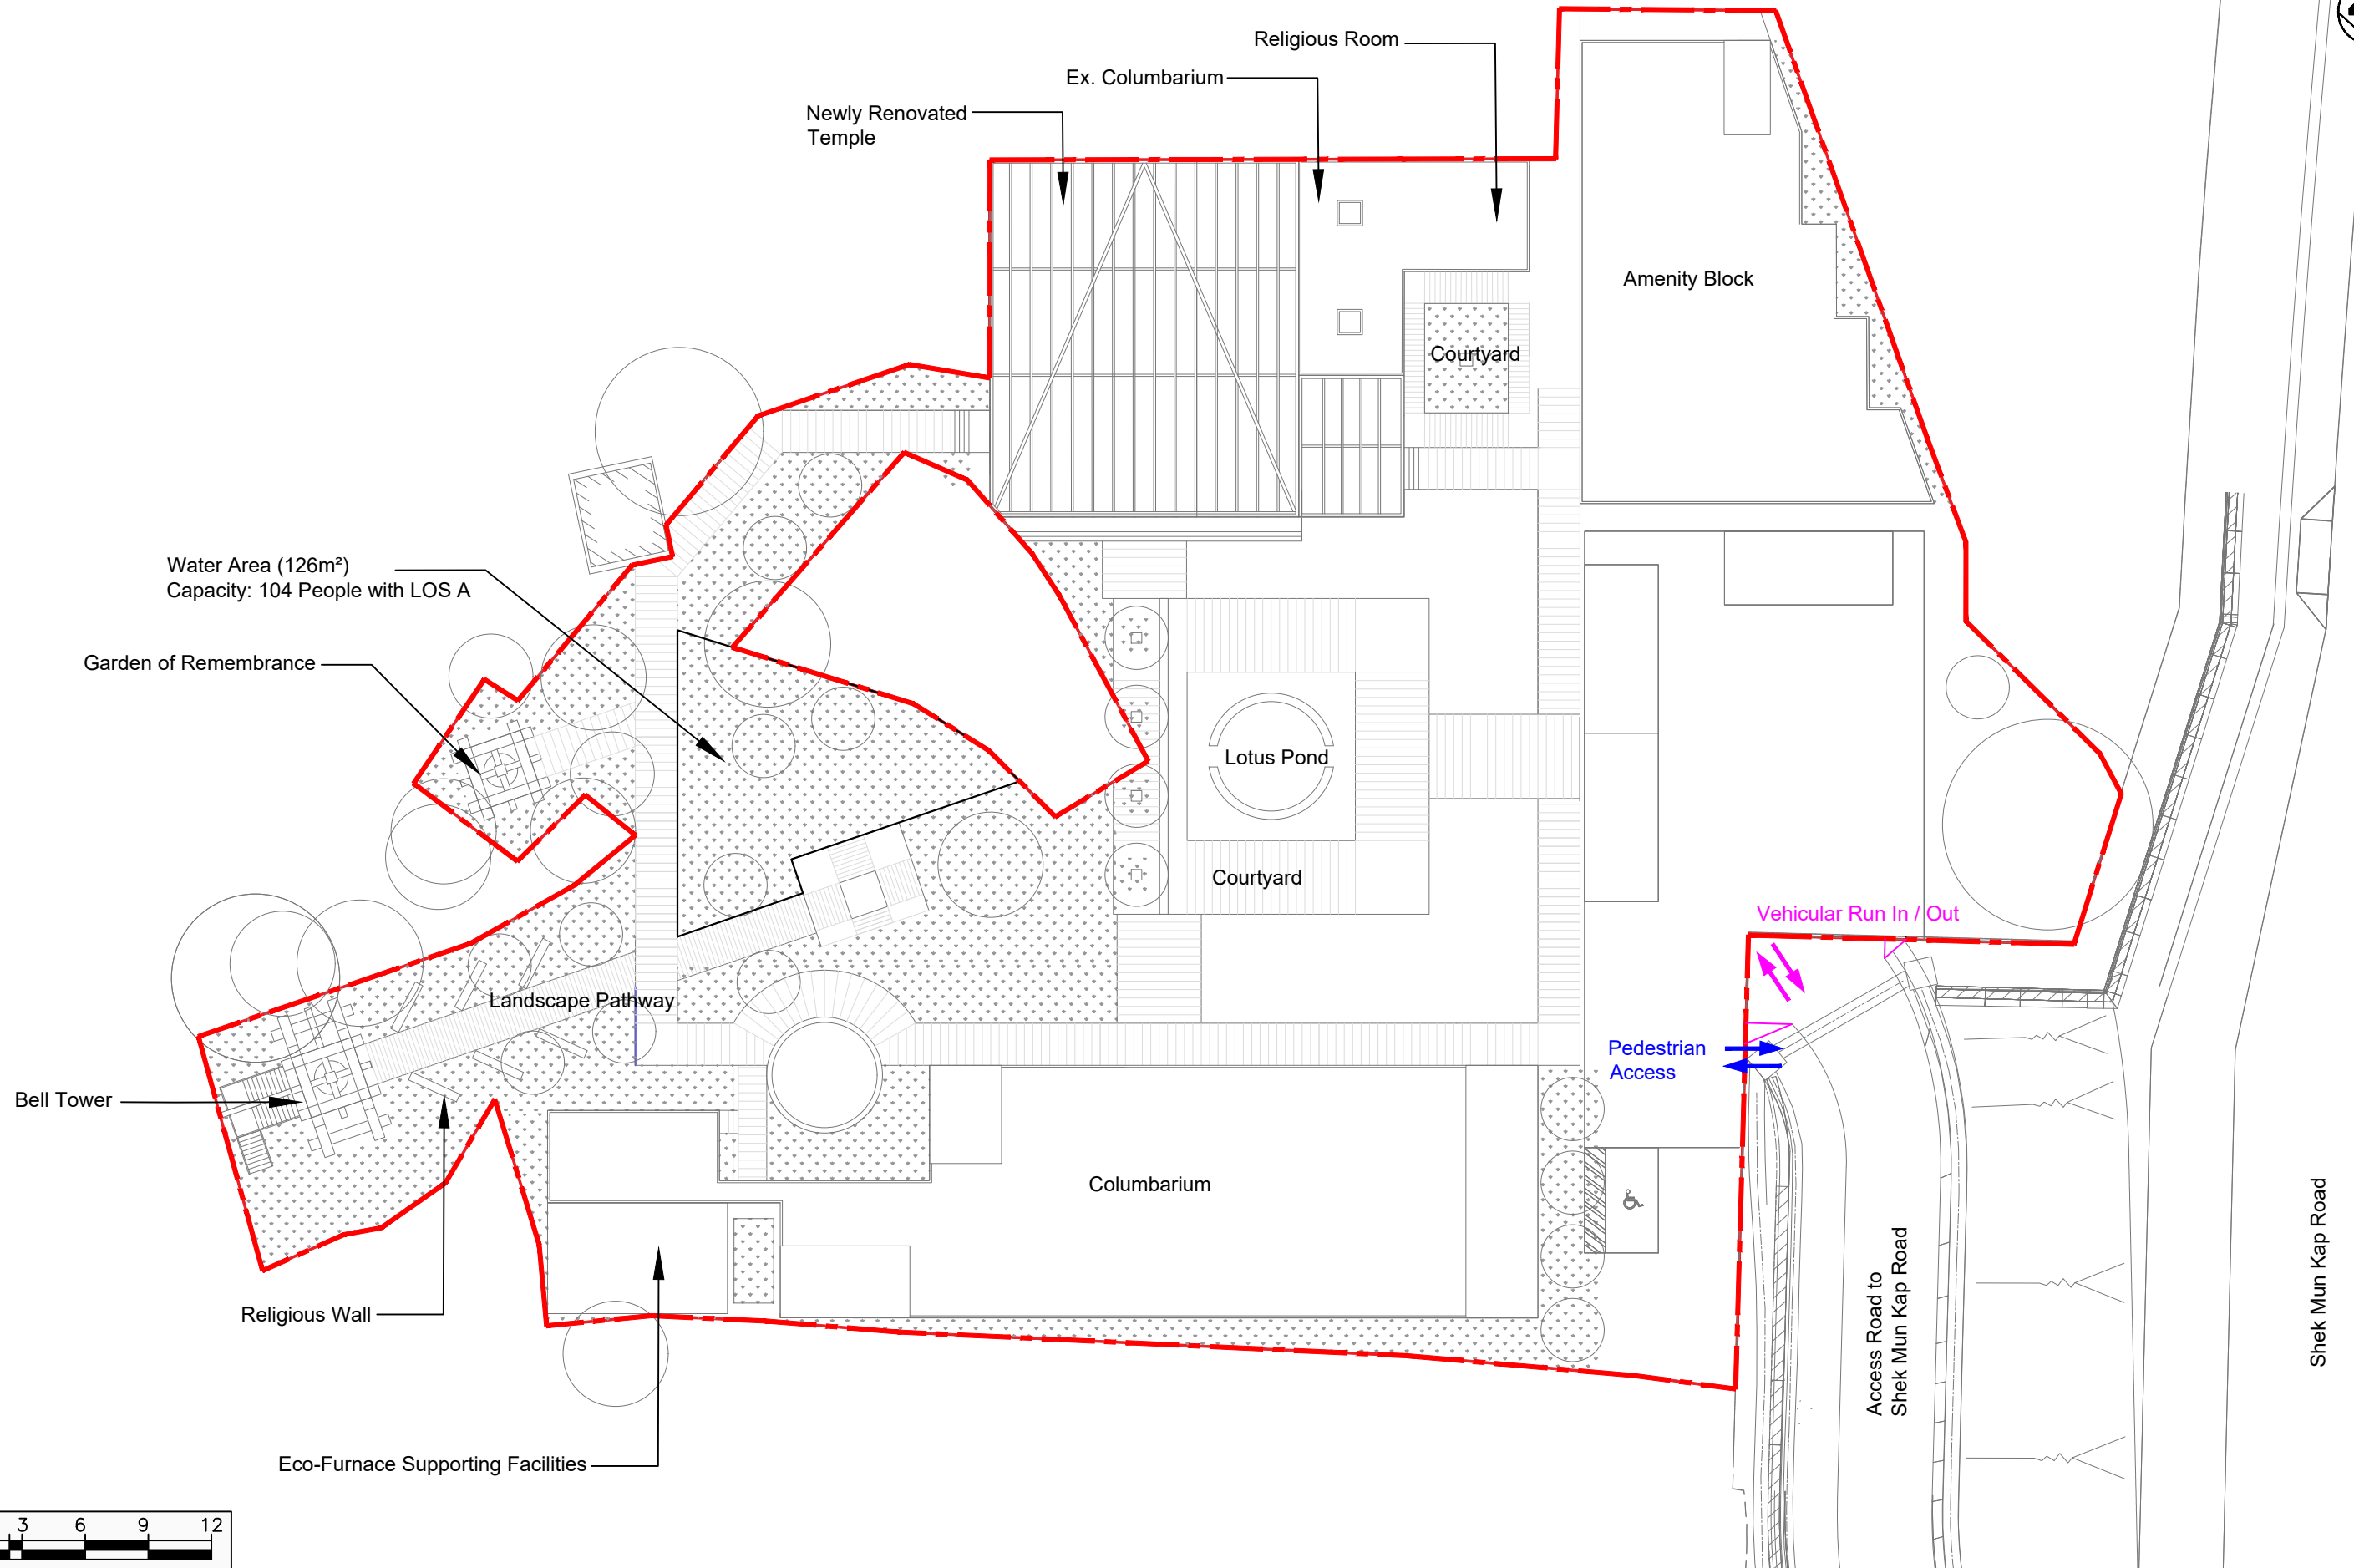 Religious Room
Ex. Columbarium
Newly Renovated
Temple
Amenity Block
Courtyard
Water Area (126m²)
Capacity: 104 People with LOS A
Garden of Remembrance
Lotus Pond
Courtyard
Vehicular Run In / Out
Landscape Pathway
Pedestrian
Access
Bell Tower
Columbarium
Religious Wall
Access Road to
Shek Mun Kap Road
Shek Mun Kap Road
Eco-Furnace Supporting Facilities
3 6 9 12